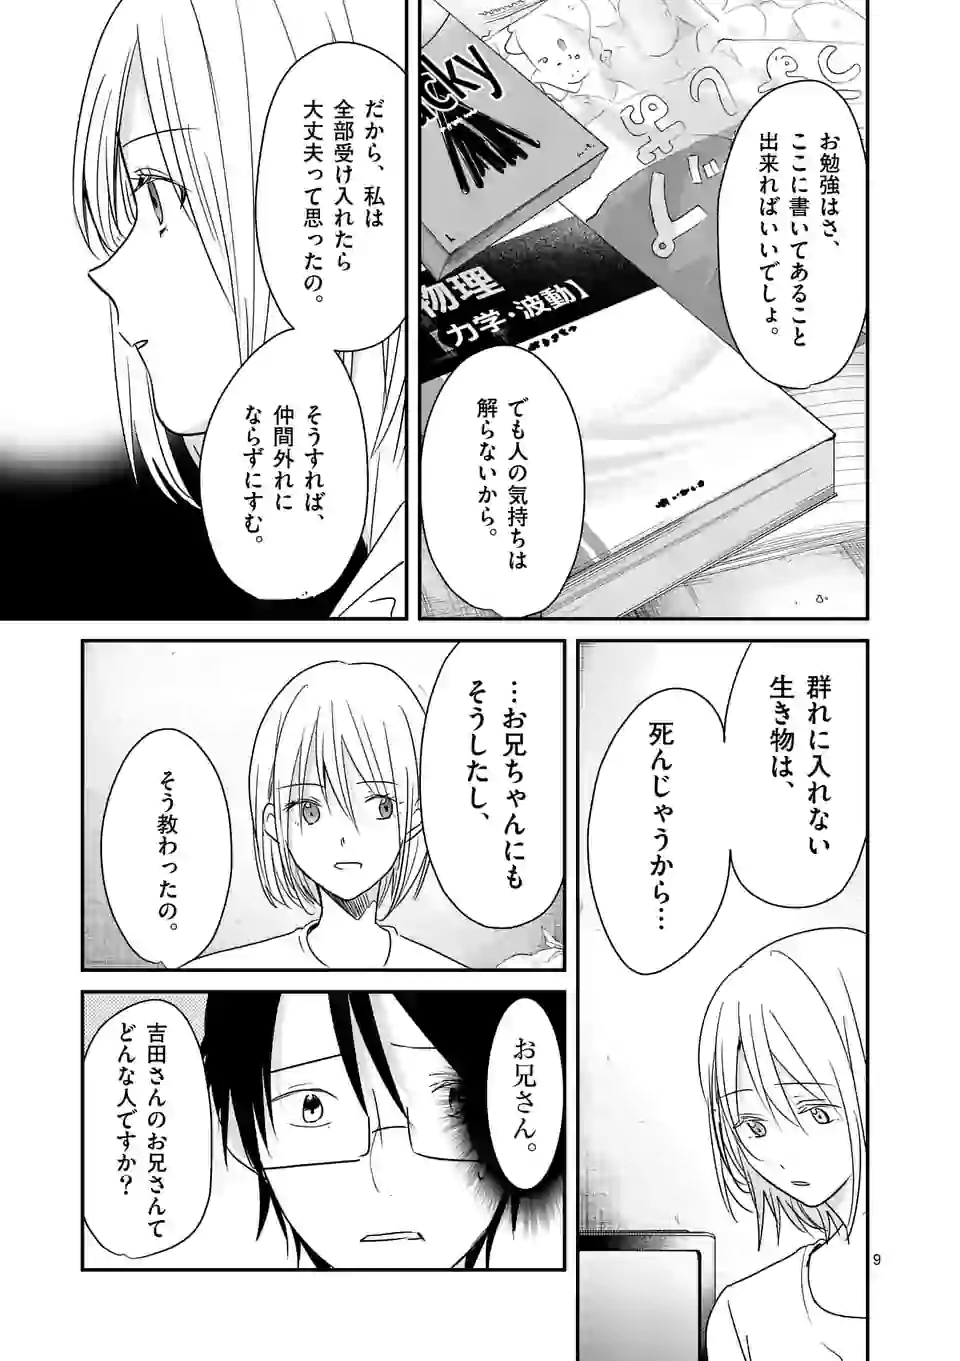 お勉強はさ、
ここに書いてあること
出来ればいいでしょ。
でも人の気持ちは
解らないから。
cky
物理
【力学・波動】
だから、私は
全部受け入れたら
大丈夫って思ったの。
そうすれば、
仲間外れに
ならずにすむ。
群れに入れない
生き物は、
死んじゃうから…
…お兄ちゃんにも
そうしたし、
そう教わったの。
お兄さん。
吉田さんのお兄さんて
どんな人ですか？
9